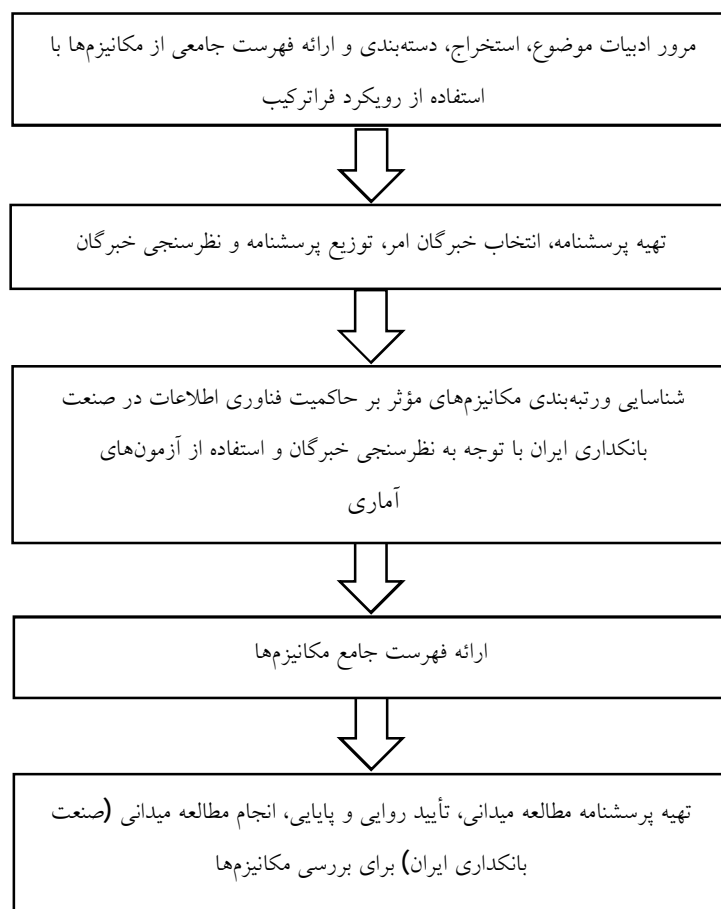 مرور ادبیات موضوع، استخراج، دسته‌بندی و ارائه فهرست جامعی از مکانیزم‌ها با
استفاده از رویکرد فراترکیب
تهیه پرسشنامه، انتخاب خبرگان امر، توزیع پرسشنامه و نظرسنجی خبرگان
شناسایی ورتبه‌بندی مکانیزم‌های مؤثر بر حاکمیت فناوری اطلاعات در صنعت
بانکداری ایران با توجه به نظرسنجی خبرگان و استفاده از آزمون‌های
آماری
ارائه فهرست جامع مکانیزم‌ها
تهیه پرسشنامه مطالعه میدانی، تأیید روایی و پایایی، انجام مطالعه میدانی (صنعت
بانکداری ایران) برای بررسی مکانیزم‌ها